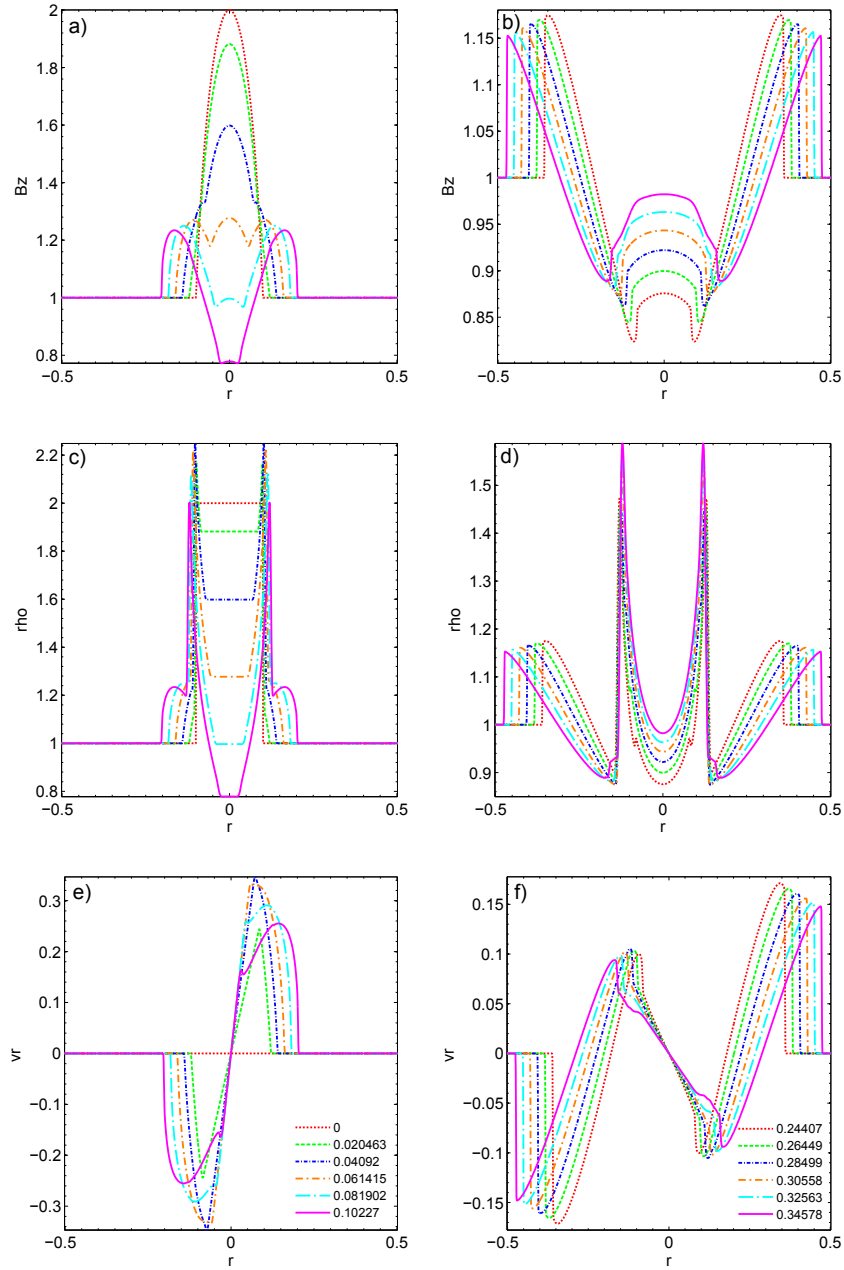 a)
2
1.8
1.6
1.4
1.2
1
0.8
Bz
−0.5 0 0.5
r
b)
1.15
1.1
1.05
1
0.95
0.9
0.85
Bz
−0.5 0 0.5
r
c)
2.2
2
1.8
1.6
1.4
1.2
1
0.8
rho
−0.5 0 0.5
r
d)
1.5
1.4
1.3
1.2
1.1
1
0.9
rho
−0.5 0 0.5
r
e)
0.3
0.2
0.1
0
−0.1
−0.2
−0.3
vr
0
0.020463
0.04092
0.061415
0.081902
0.10227
−0.5 0 0.5
r
f)
0.15
0.1
0.05
0
−0.05
−0.1
−0.15
vr
0.24407
0.26449
0.28499
0.30558
0.32563
0.34578
−0.5 0 0.5
r